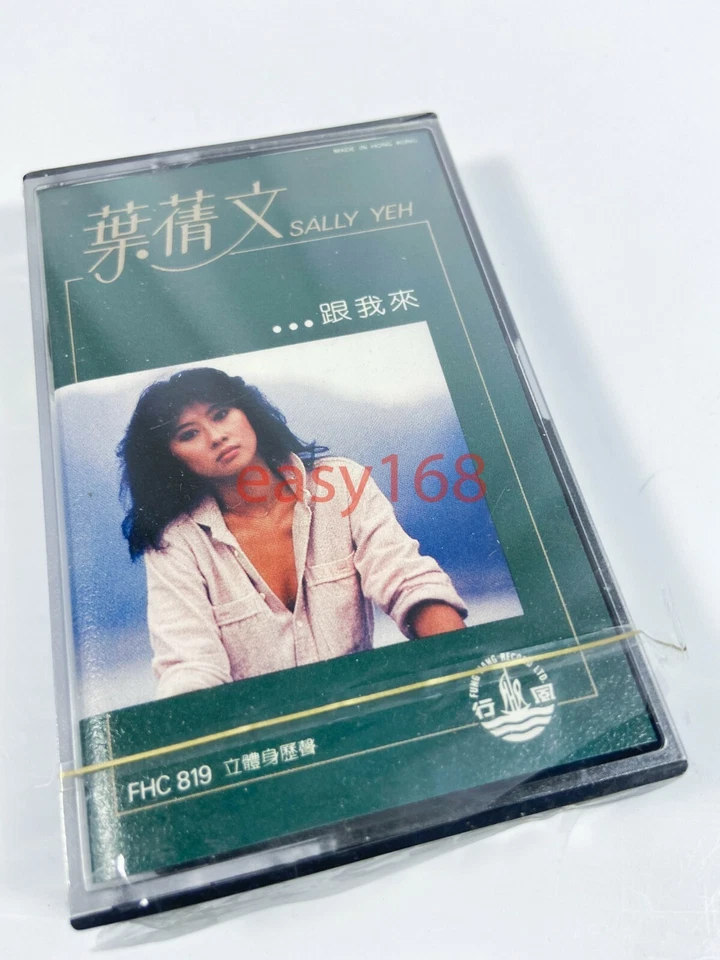 MADE IN HONG KONG
葉蒨文 SALLY YEH
...跟我來
easy168
FUNG HANG RECORD LTD.
行風
FHC 819 立體身歷聲